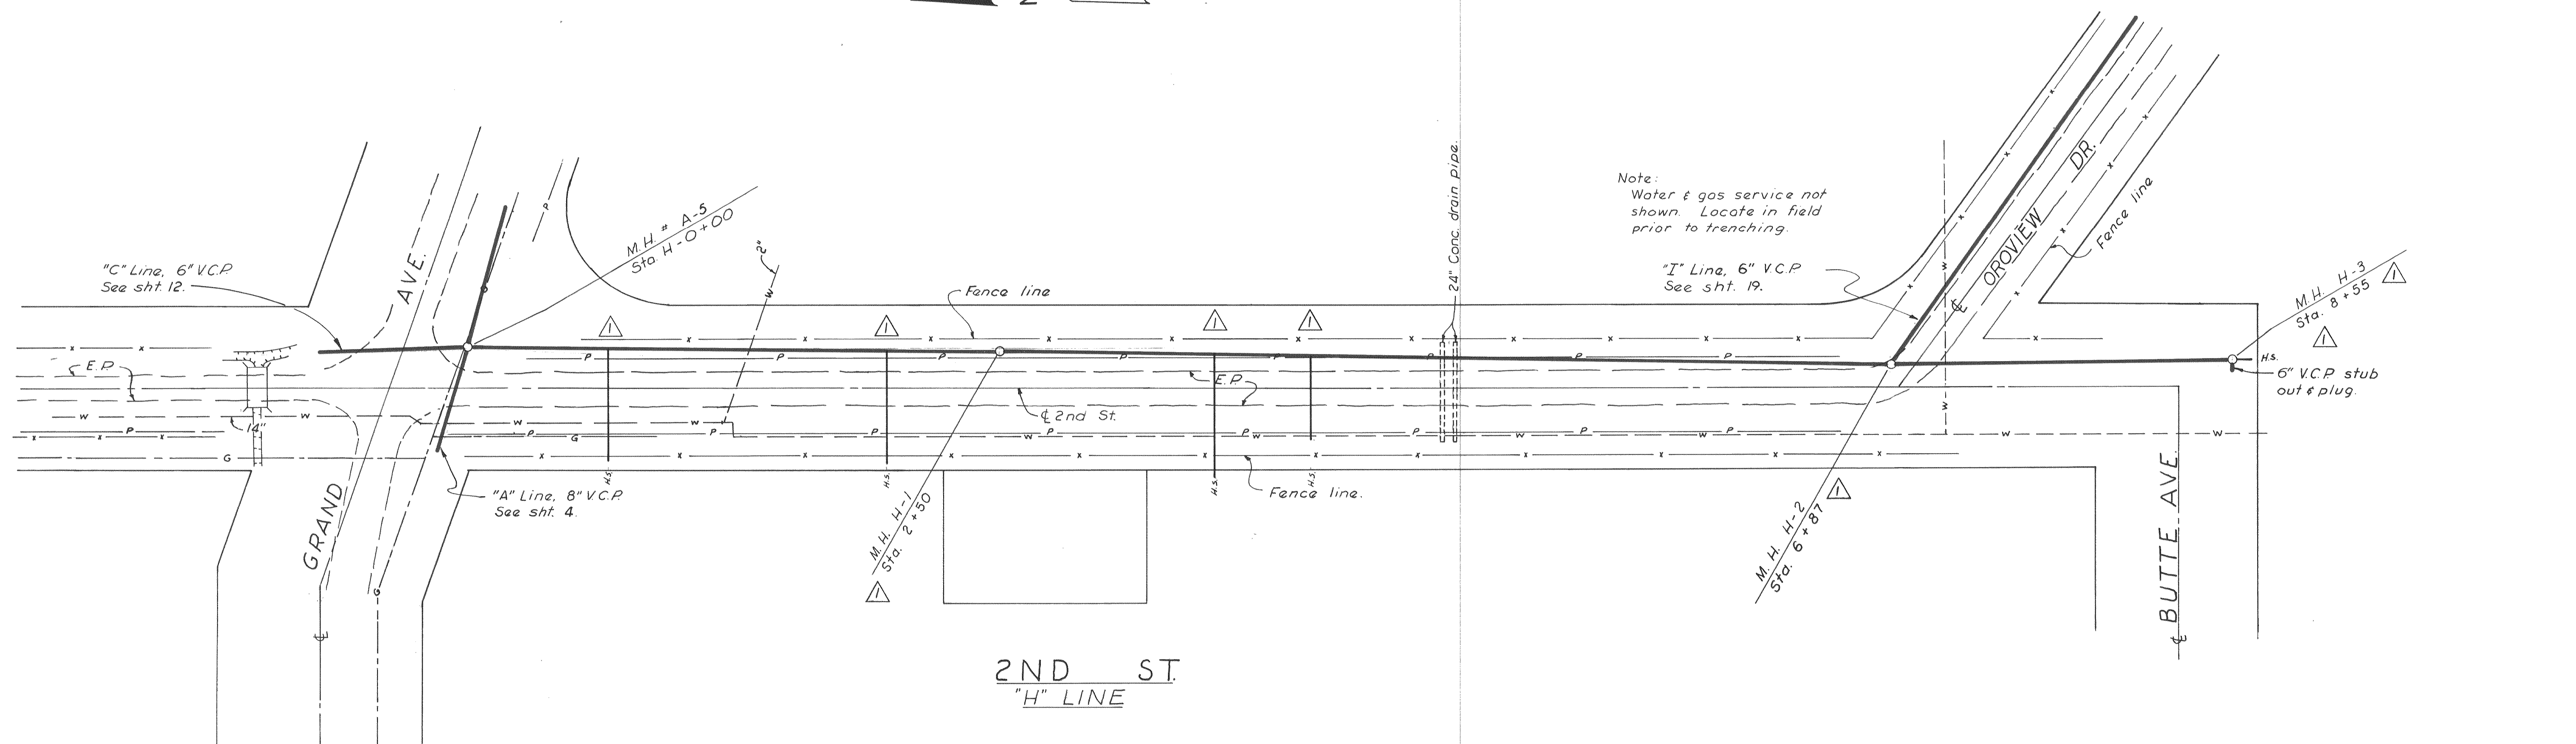 "C" Line, 6" V.C.P.
See sht. 12.
AVE.
GRAND
E.P.
14"
"A" Line, 8" V.C.P.
See sht. 4.
M.H. # A-5
Sta. H-0+00
2"
Fence line
E.P.
℄ 2nd St.
M.H. H-1
Sta. 2+50
Fence line.
24" Conc. drain pipe.
Note:
Water & gas service not
shown. Locate in field
prior to trenching.
"I" Line, 6" V.C.P.
See sht. 19.
OROVIEW DR.
Fence line
M.H. H-3
Sta. 8+55
H.S.
6" V.C.P. stub
out & plug.
M.H. H-2
Sta. 6+87
BUTTE AVE.
H.S.
H.S.
H.S.
H.S.
2ND ST.
"H" LINE